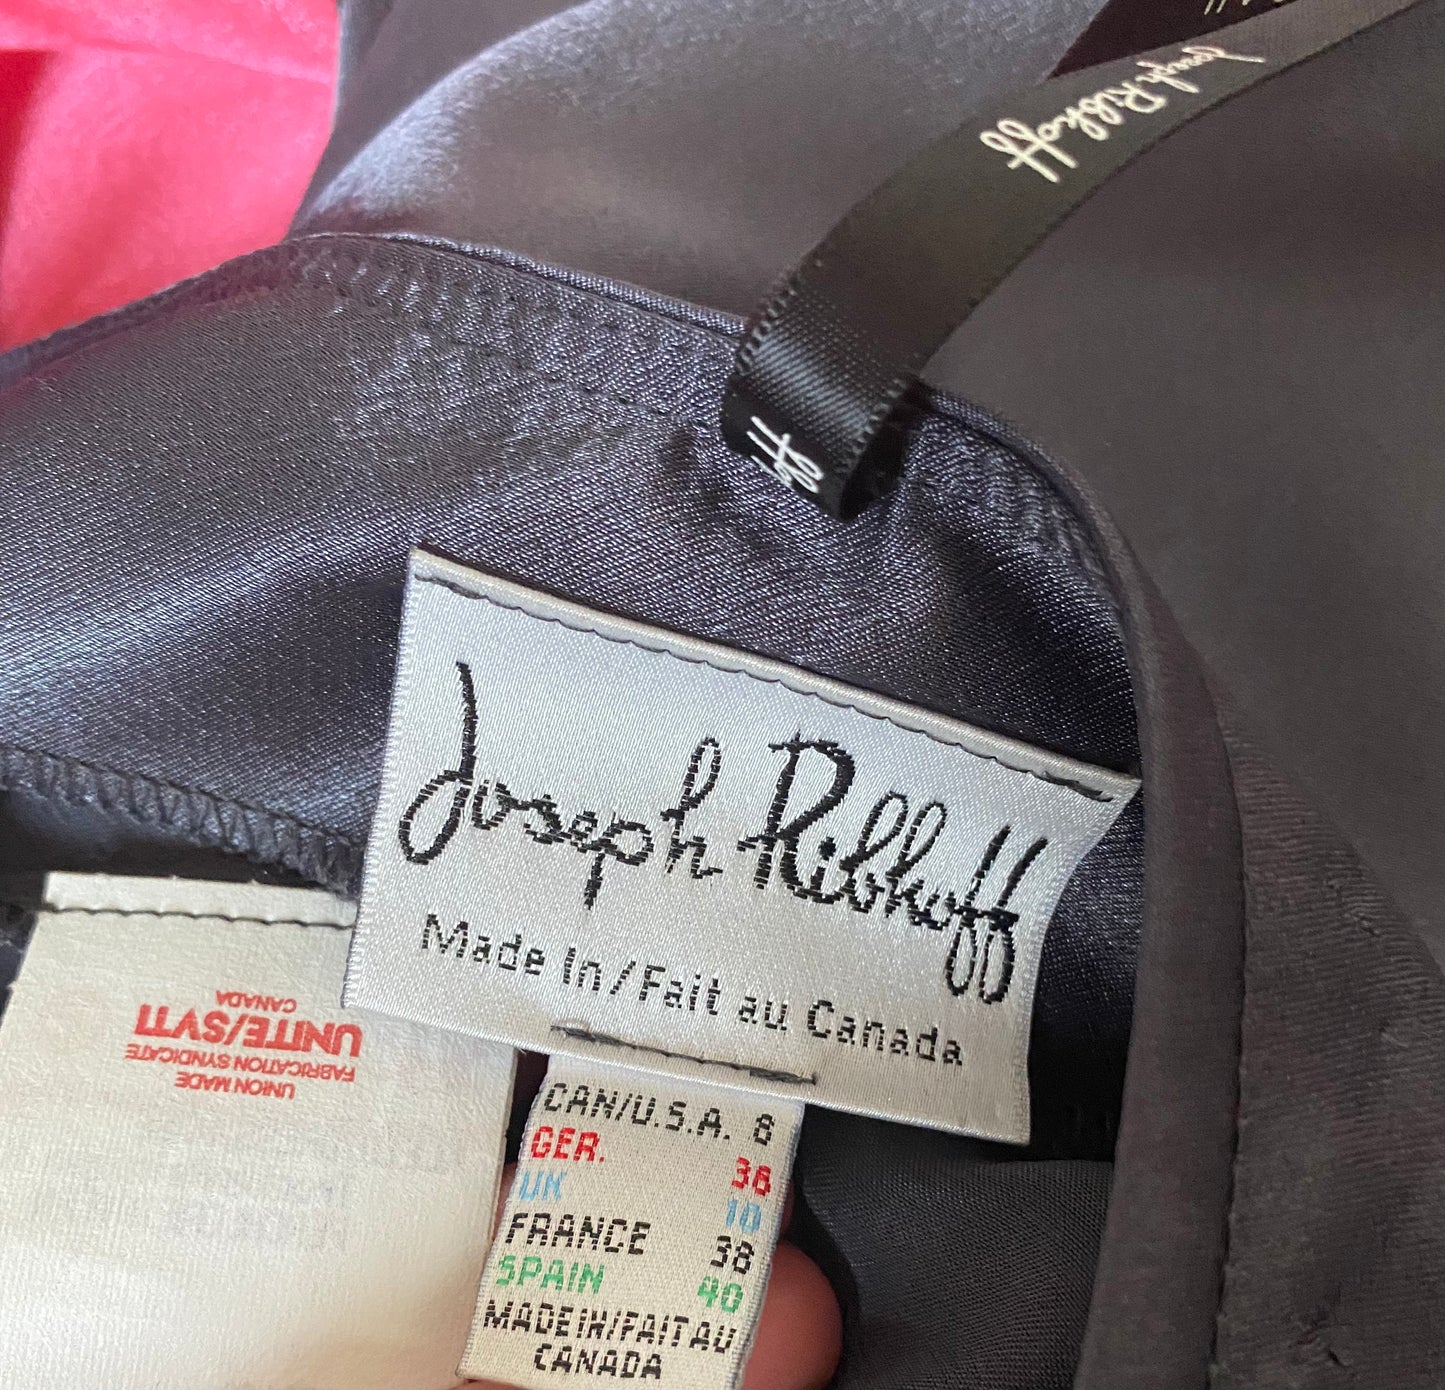 Joseph Ribkoff
Joseph Ribkoff
Made In/Fait au Canada
CAN/U.S.A. 8
GER. 36
UK 10
FRANCE 38
SPAIN 40
MADE IN/FAIT AU
CANADA
UNION MADE
FABRICATION SYNDICATE
UNITE/SVTI
CANADA